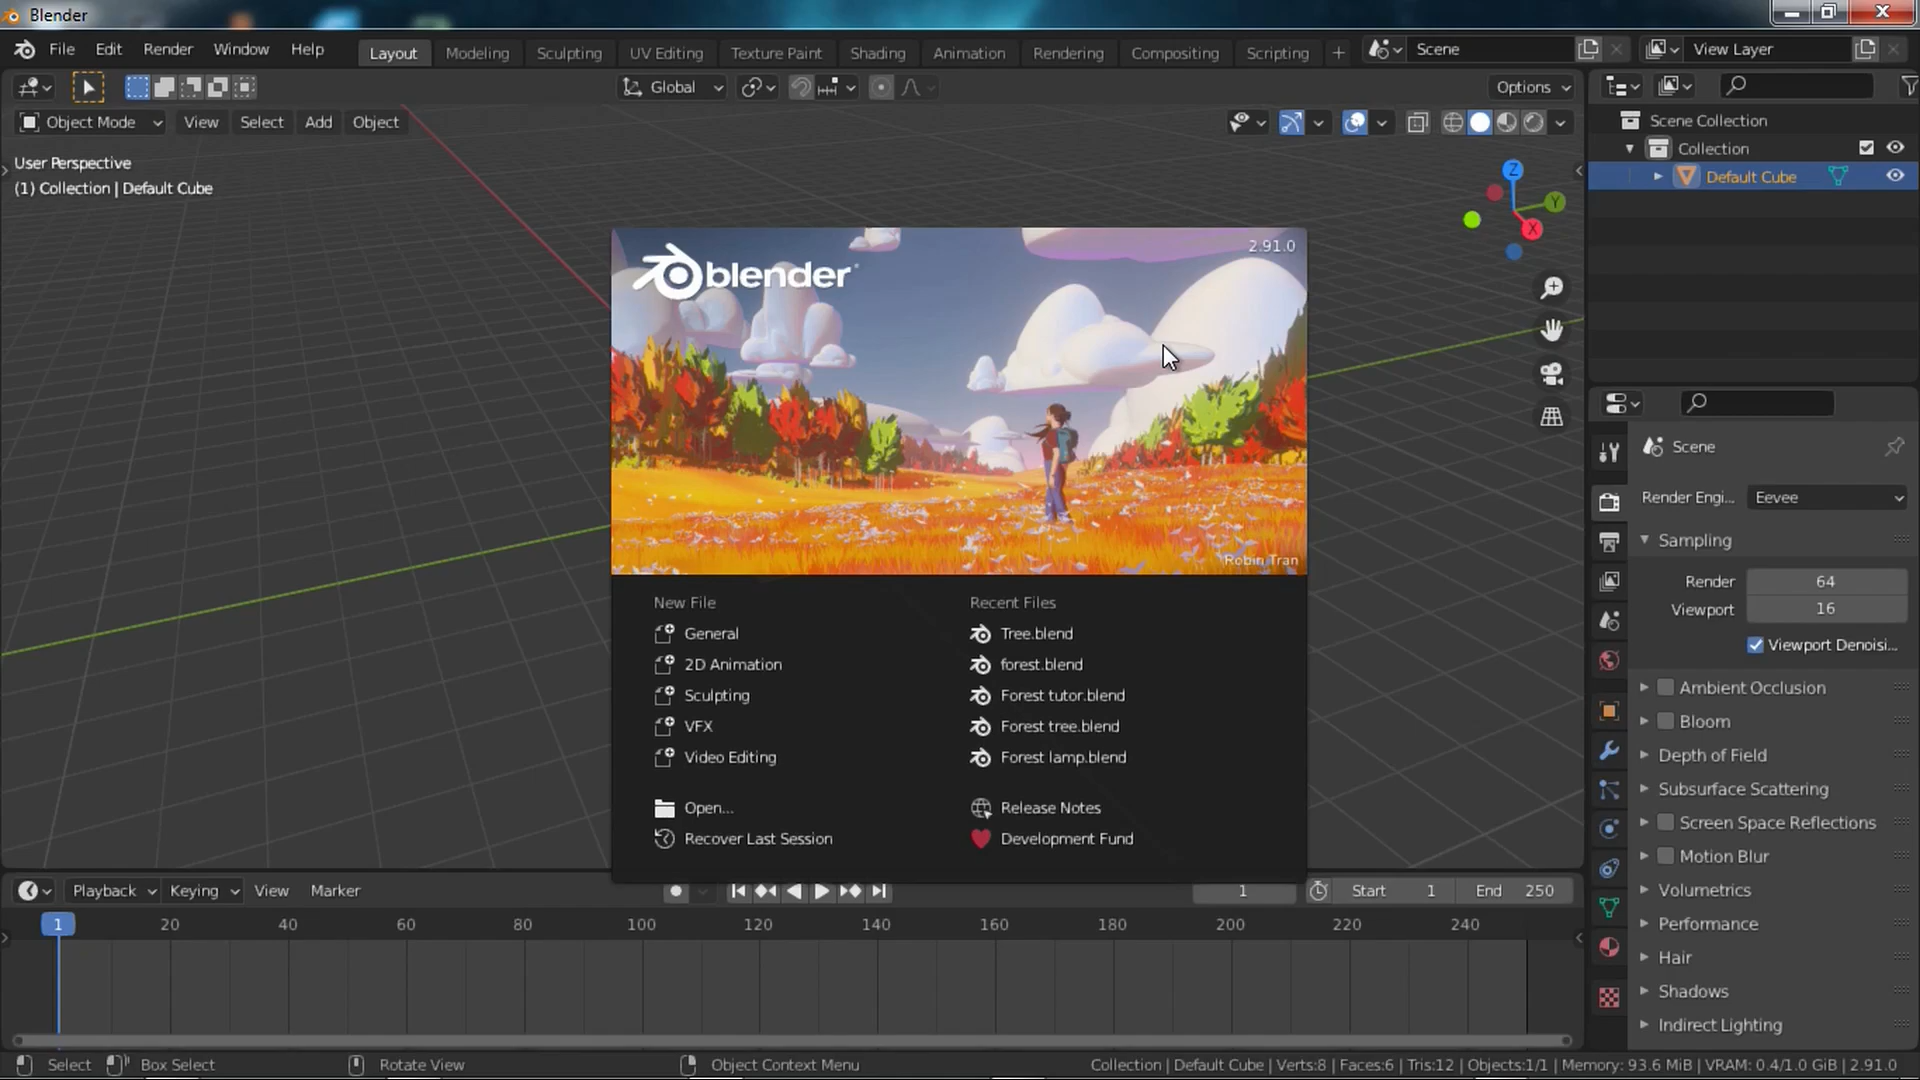 Blender
File Edit Render Window Help Layout Modeling Sculpting UV Editing Texture Paint Shading Animation Rendering Compositing Scripting + Scene View Layer
Global Options
Object Mode View Select Add Object
User Perspective
(1) Collection | Default Cube
Z
Y
X
Scene Collection
Collection
Default Cube
blender
2.91.0
Robin Tran
New File
General
2D Animation
Sculpting
VFX
Video Editing
Open...
Recover Last Session
Recent Files
Tree.blend
forest.blend
Forest tutor.blend
Forest tree.blend
Forest lamp.blend
Release Notes
Development Fund
Scene
Render Engi... Eevee
Sampling
Render 64
Viewport 16
Viewport Denoisi...
Ambient Occlusion
Bloom
Depth of Field
Subsurface Scattering
Screen Space Reflections
Motion Blur
Volumetrics
Performance
Hair
Shadows
Indirect Lighting
Playback Keying View Marker 1 Start 1 End 250
1 20 40 60 80 100 120 140 160 180 200 220 240
Select Box Select Rotate View Object Context Menu Collection | Default Cube | Verts:8 | Faces:6 | Tris:12 | Objects:1/1 | Memory: 93.6 MiB | VRAM: 0.4/1.0 GiB | 2.91.0